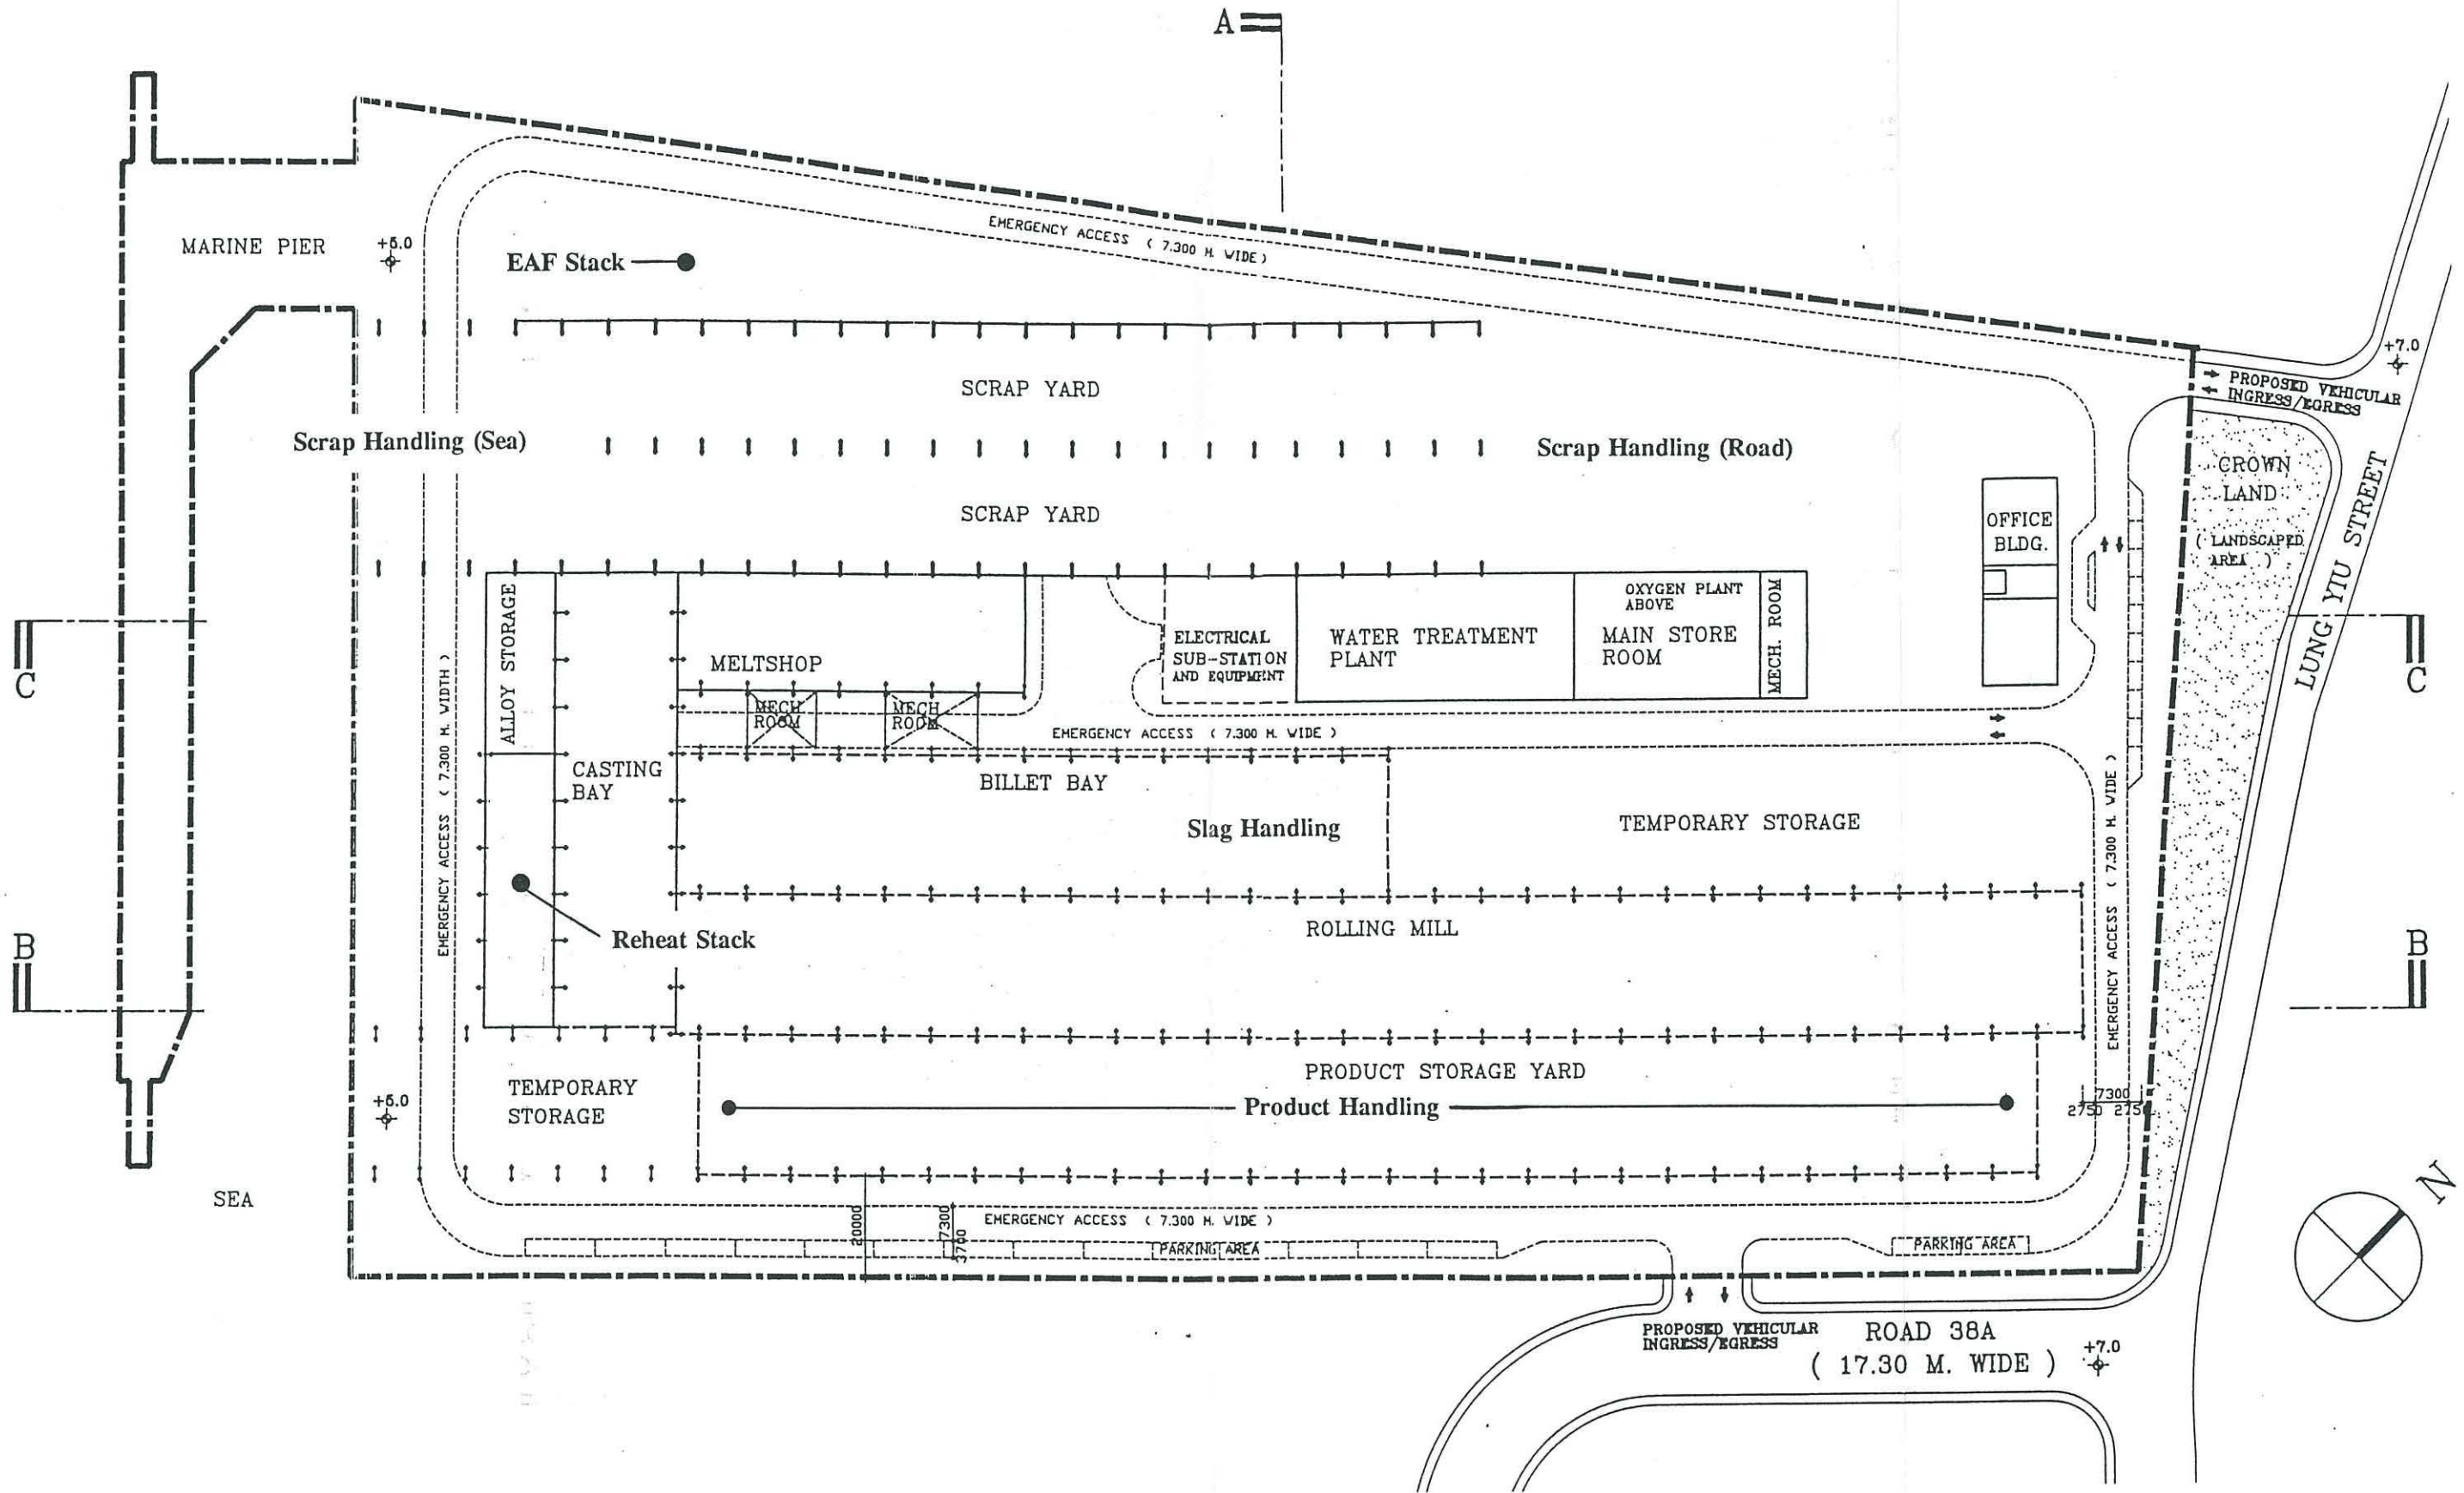 A
MARINE PIER
+5.0
EAF Stack
EMERGENCY ACCESS ( 7.300 M. WIDE )
+7.0
PROPOSED VEHICULAR
INGRESS/EGRESS
SCRAP YARD
Scrap Handling (Sea)
Scrap Handling (Road)
CROWN
LAND
( LANDSCAPED
AREA )
LUNG YIU STREET
SCRAP YARD
OFFICE
BLDG.
ALLOY STORAGE
MELTSHOP
MECH
ROOM
MECH
ROOM
ELECTRICAL
SUB-STATION
AND EQUIPMENT
WATER TREATMENT
PLANT
OXYGEN PLANT
ABOVE
MAIN STORE
ROOM
MECH. ROOM
C
C
EMERGENCY ACCESS ( 7.300 M. WIDTH )
EMERGENCY ACCESS ( 7.300 M. WIDE )
CASTING
BAY
BILLET BAY
Slag Handling
TEMPORARY STORAGE
EMERGENCY ACCESS ( 7.300 M. WIDE )
Reheat Stack
ROLLING MILL
B
B
PRODUCT STORAGE YARD
TEMPORARY
STORAGE
Product Handling
+5.0
7300
2750
SEA
20000
7300
3700
EMERGENCY ACCESS ( 7.300 M. WIDE )
PARKING AREA
PARKING AREA
N
PROPOSED VEHICULAR
INGRESS/EGRESS
ROAD 38A
( 17.30 M. WIDE )
+7.0